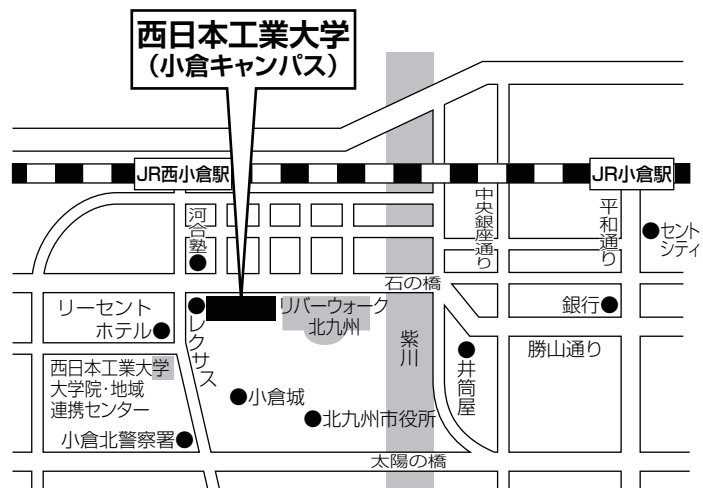 西日本工業大学
(小倉キャンパス)
JR西小倉駅
JR小倉駅
河合塾
中央銀座通り
平和通り
セント
シティ
石の橋
リーセント
ホテル
レクサス
リバーウォーク
北九州
紫川
銀行
勝山通り
井筒屋
西日本工業大学
大学院・地域
連携センター
小倉城
北九州市役所
小倉北警察署
太陽の橋